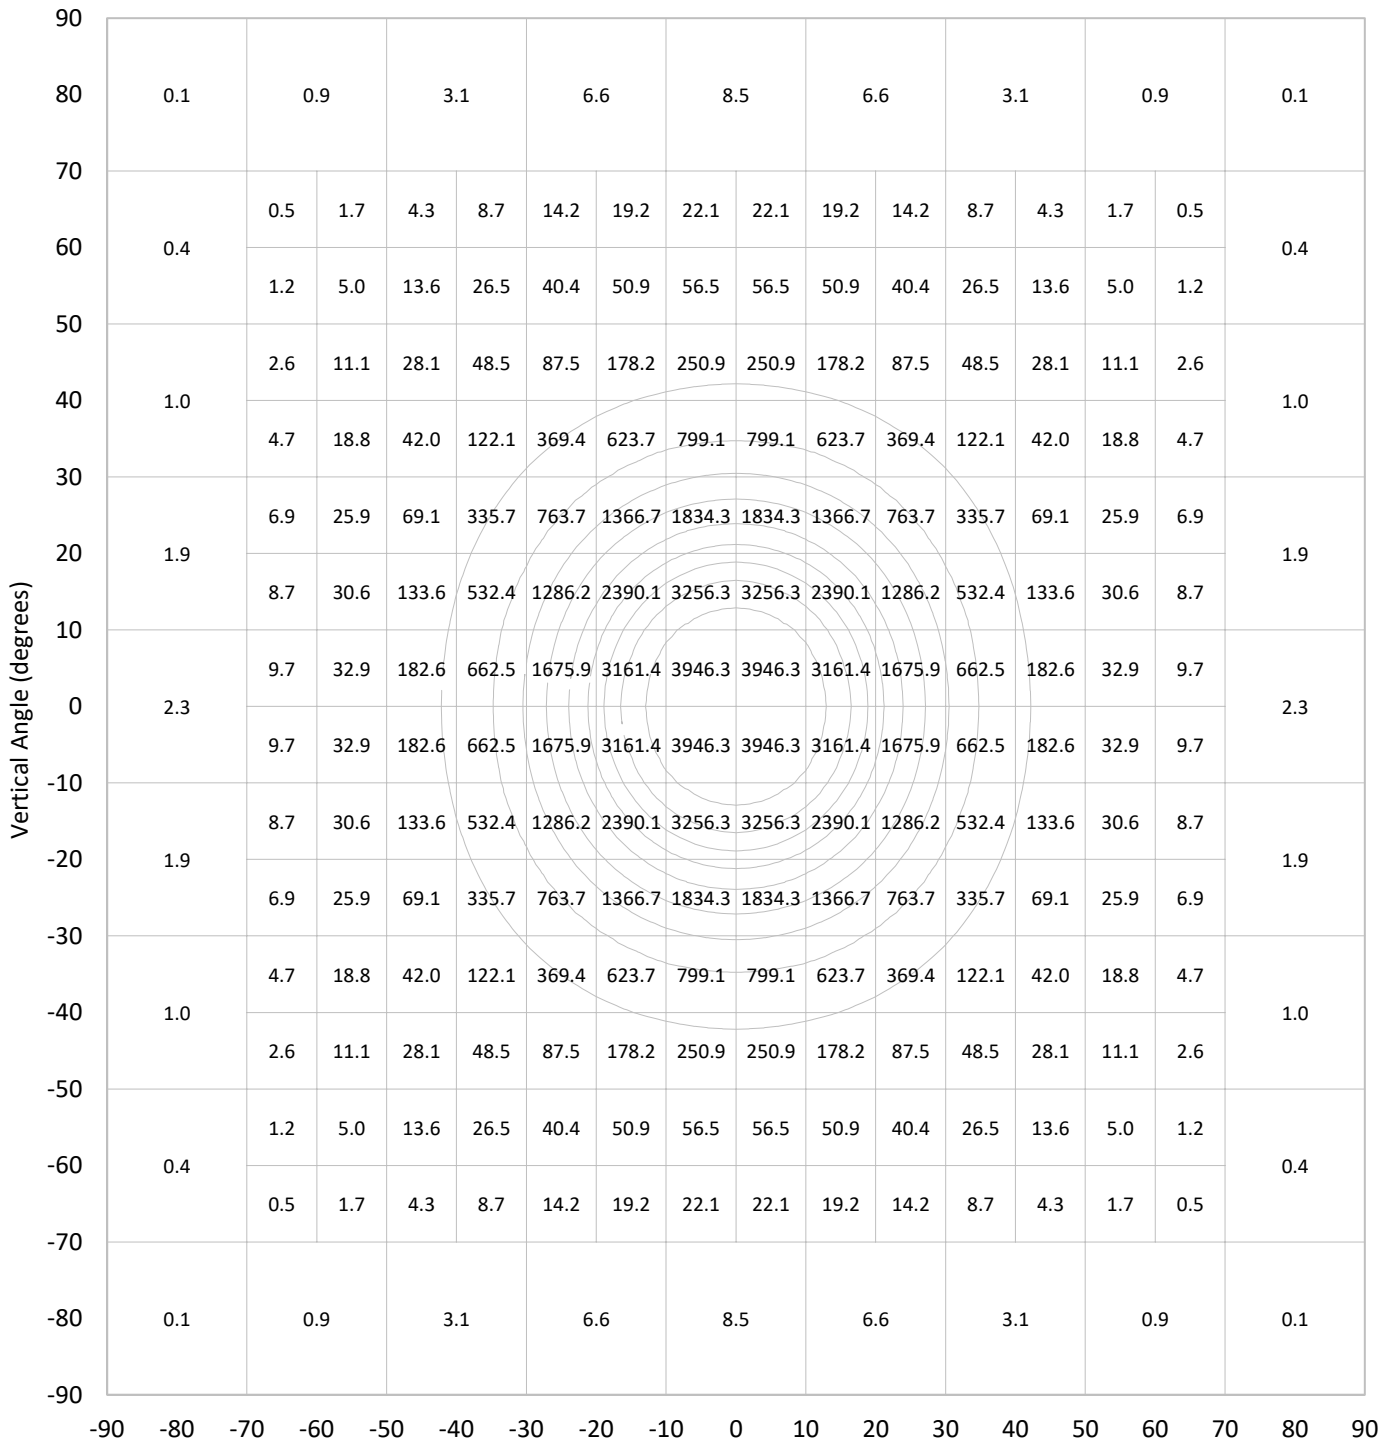 90
80 0.1 0.9 3.1 6.6 8.5 6.6 3.1 0.9 0.1
70
0.5 1.7 4.3 8.7 14.2 19.2 22.1 22.1 19.2 14.2 8.7 4.3 1.7 0.5
60 0.4 0.4
1.2 5.0 13.6 26.5 40.4 50.9 56.5 56.5 50.9 40.4 26.5 13.6 5.0 1.2
50
2.6 11.1 28.1 48.5 87.5 178.2 250.9 250.9 178.2 87.5 48.5 28.1 11.1 2.6
40 1.0 1.0
4.7 18.8 42.0 122.1 369.4 623.7 799.1 799.1 623.7 369.4 122.1 42.0 18.8 4.7
30
6.9 25.9 69.1 335.7 763.7 1366.7 1834.3 1834.3 1366.7 763.7 335.7 69.1 25.9 6.9
20 1.9 1.9
8.7 30.6 133.6 532.4 1286.2 2390.1 3256.3 3256.3 2390.1 1286.2 532.4 133.6 30.6 8.7
10
9.7 32.9 182.6 662.5 1675.9 3161.4 3946.3 3946.3 3161.4 1675.9 662.5 182.6 32.9 9.7
Vertical Angle (degrees)
0 2.3 2.3
9.7 32.9 182.6 662.5 1675.9 3161.4 3946.3 3946.3 3161.4 1675.9 662.5 182.6 32.9 9.7
-10
8.7 30.6 133.6 532.4 1286.2 2390.1 3256.3 3256.3 2390.1 1286.2 532.4 133.6 30.6 8.7
-20 1.9 1.9
6.9 25.9 69.1 335.7 763.7 1366.7 1834.3 1834.3 1366.7 763.7 335.7 69.1 25.9 6.9
-30
4.7 18.8 42.0 122.1 369.4 623.7 799.1 799.1 623.7 369.4 122.1 42.0 18.8 4.7
-40 1.0 1.0
2.6 11.1 28.1 48.5 87.5 178.2 250.9 250.9 178.2 87.5 48.5 28.1 11.1 2.6
-50
1.2 5.0 13.6 26.5 40.4 50.9 56.5 56.5 50.9 40.4 26.5 13.6 5.0 1.2
-60 0.4 0.4
0.5 1.7 4.3 8.7 14.2 19.2 22.1 22.1 19.2 14.2 8.7 4.3 1.7 0.5
-70
-80 0.1 0.9 3.1 6.6 8.5 6.6 3.1 0.9 0.1
-90
-90 -80 -70 -60 -50 -40 -30 -20 -10 0 10 20 30 40 50 60 70 80 90